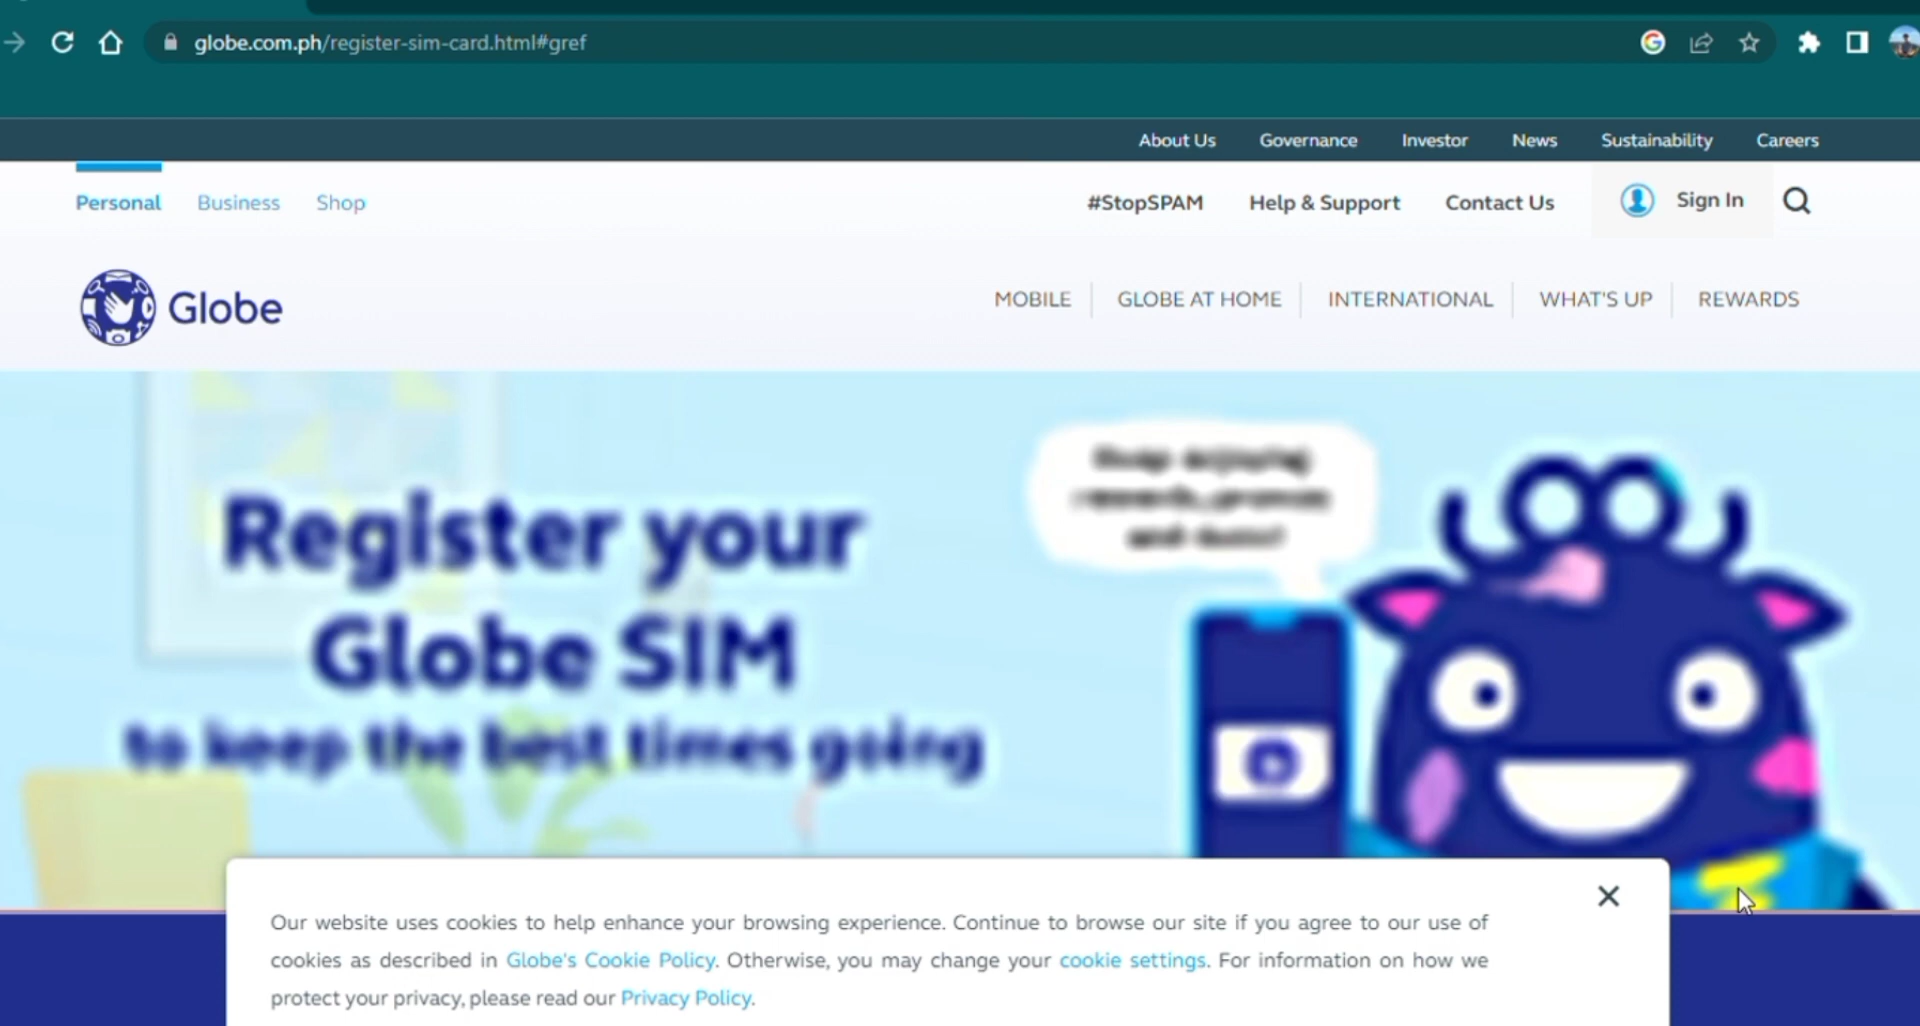 globe.com.ph/register-sim-card.html#gref
About Us Governance Investor News Sustainability Careers
Personal Business Shop #StopSPAM Help & Support Contact Us Sign In
Globe MOBILE GLOBE AT HOME INTERNATIONAL WHAT'S UP REWARDS
Register your
Globe SIM
to keep the best times going
Our website uses cookies to help enhance your browsing experience. Continue to browse our site if you agree to our use of
cookies as described in Globe's Cookie Policy. Otherwise, you may change your cookie settings. For information on how we
protect your privacy, please read our Privacy Policy.